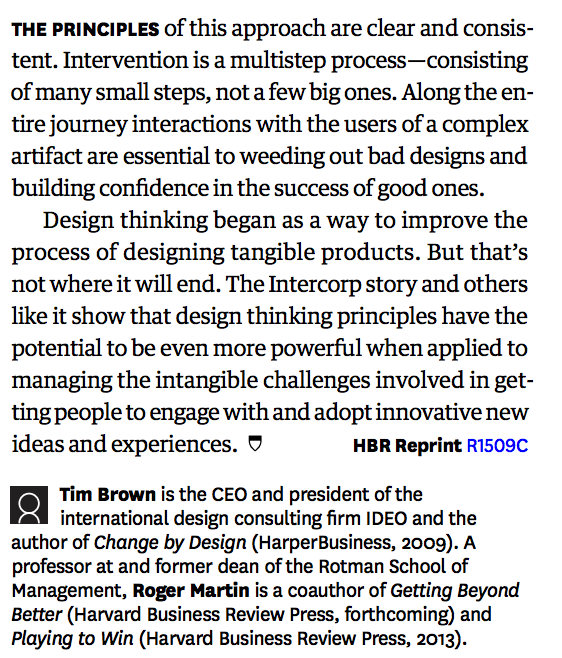 THE PRINCIPLES of this approach are clear and consis-
tent. Intervention is a multistep process—consisting
of many small steps, not a few big ones. Along the en-
tire journey interactions with the users of a complex
artifact are essential to weeding out bad designs and
building confidence in the success of good ones.
Design thinking began as a way to improve the
process of designing tangible products. But that's
not where it will end. The Intercorp story and others
like it show that design thinking principles have the
potential to be even more powerful when applied to
managing the intangible challenges involved in get-
ting people to engage with and adopt innovative new
ideas and experiences. HBR Reprint R1509C
Tim Brown is the CEO and president of the
international design consulting firm IDEO and the
author of Change by Design (HarperBusiness, 2009). A
professor at and former dean of the Rotman School of
Management, Roger Martin is a coauthor of Getting Beyond
Better (Harvard Business Review Press, forthcoming) and
Playing to Win (Harvard Business Review Press, 2013).